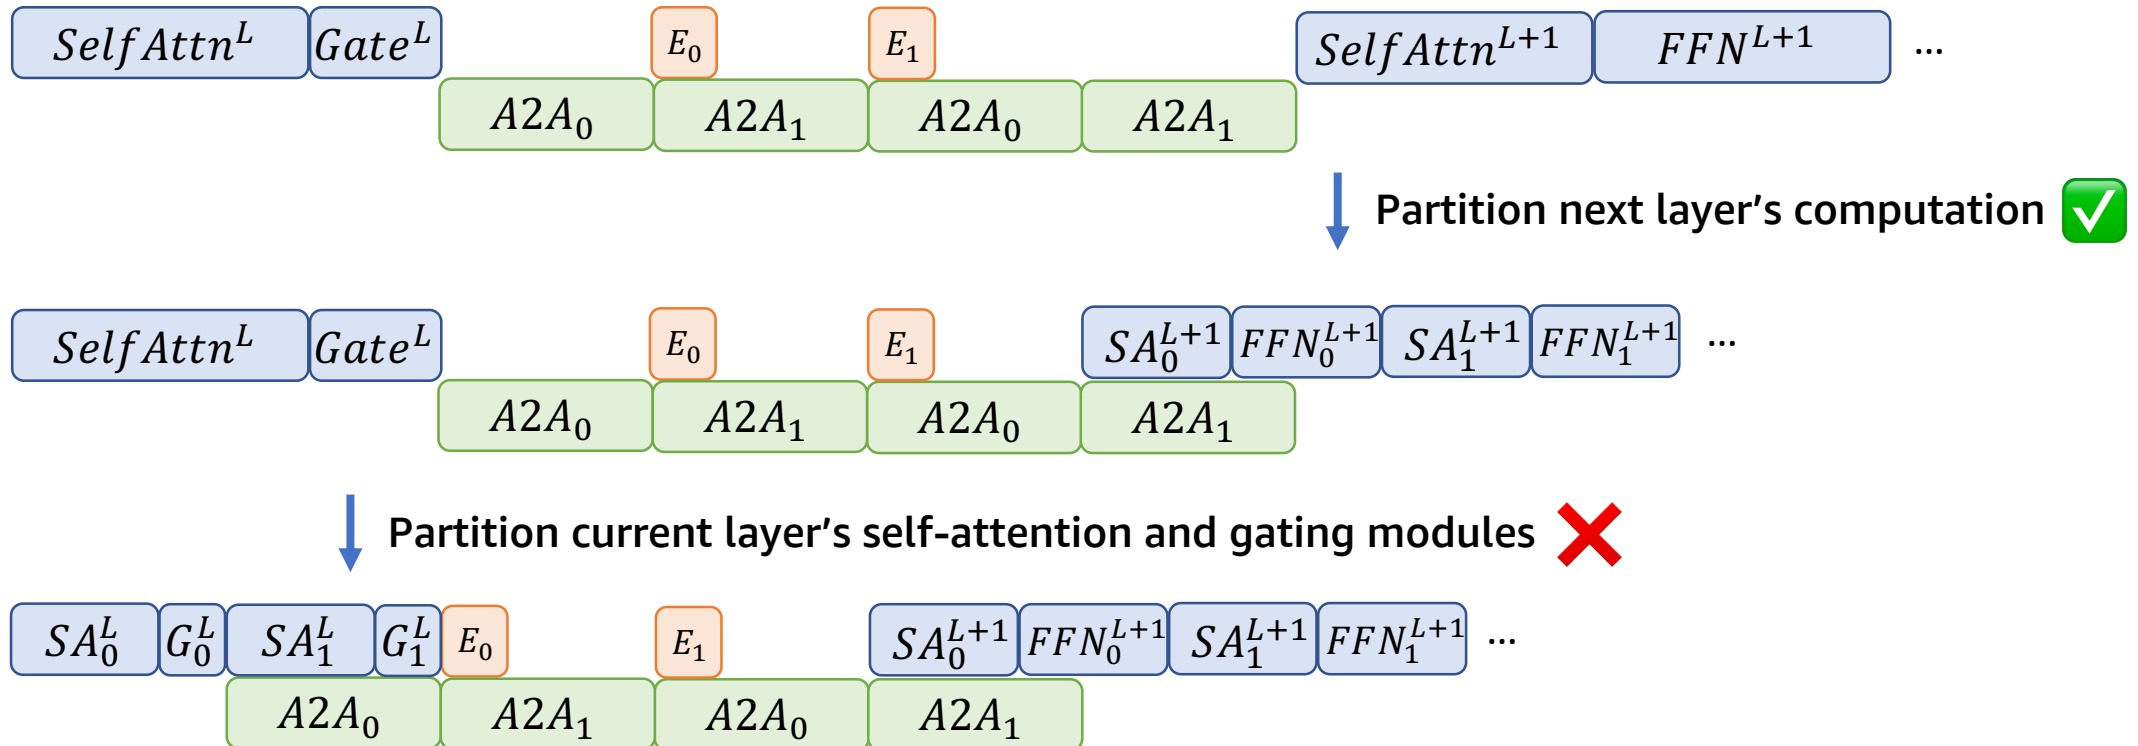 SelfAttn^L Gate^L E_0 E_1 SelfAttn^{L+1} FFN^{L+1} ...
A2A_0 A2A_1 A2A_0 A2A_1
Partition next layer’s computation ✅
SelfAttn^L Gate^L E_0 E_1 SA_0^{L+1} FFN_0^{L+1} SA_1^{L+1} FFN_1^{L+1} ...
A2A_0 A2A_1 A2A_0 A2A_1
Partition current layer’s self-attention and gating modules ❌
SA_0^L G_0^L SA_1^L G_1^L E_0 E_1 SA_0^{L+1} FFN_0^{L+1} SA_1^{L+1} FFN_1^{L+1} ...
A2A_0 A2A_1 A2A_0 A2A_1